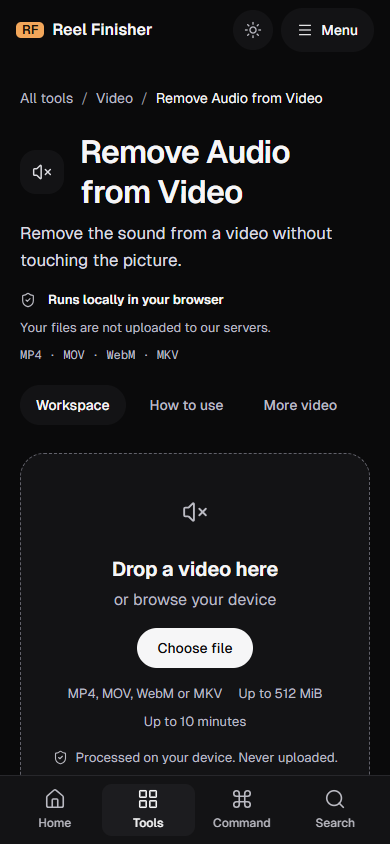 RF Reel Finisher
Menu
All tools / Video / Remove Audio from Video
Remove Audio
from Video
Remove the sound from a video without
touching the picture.
Runs locally in your browser
Your files are not uploaded to our servers.
MP4 · MOV · WebM · MKV
Workspace How to use More video
Drop a video here
or browse your device
Choose file
MP4, MOV, WebM or MKV Up to 512 MiB
Up to 10 minutes
Processed on your device. Never uploaded.
Home Tools Command Search